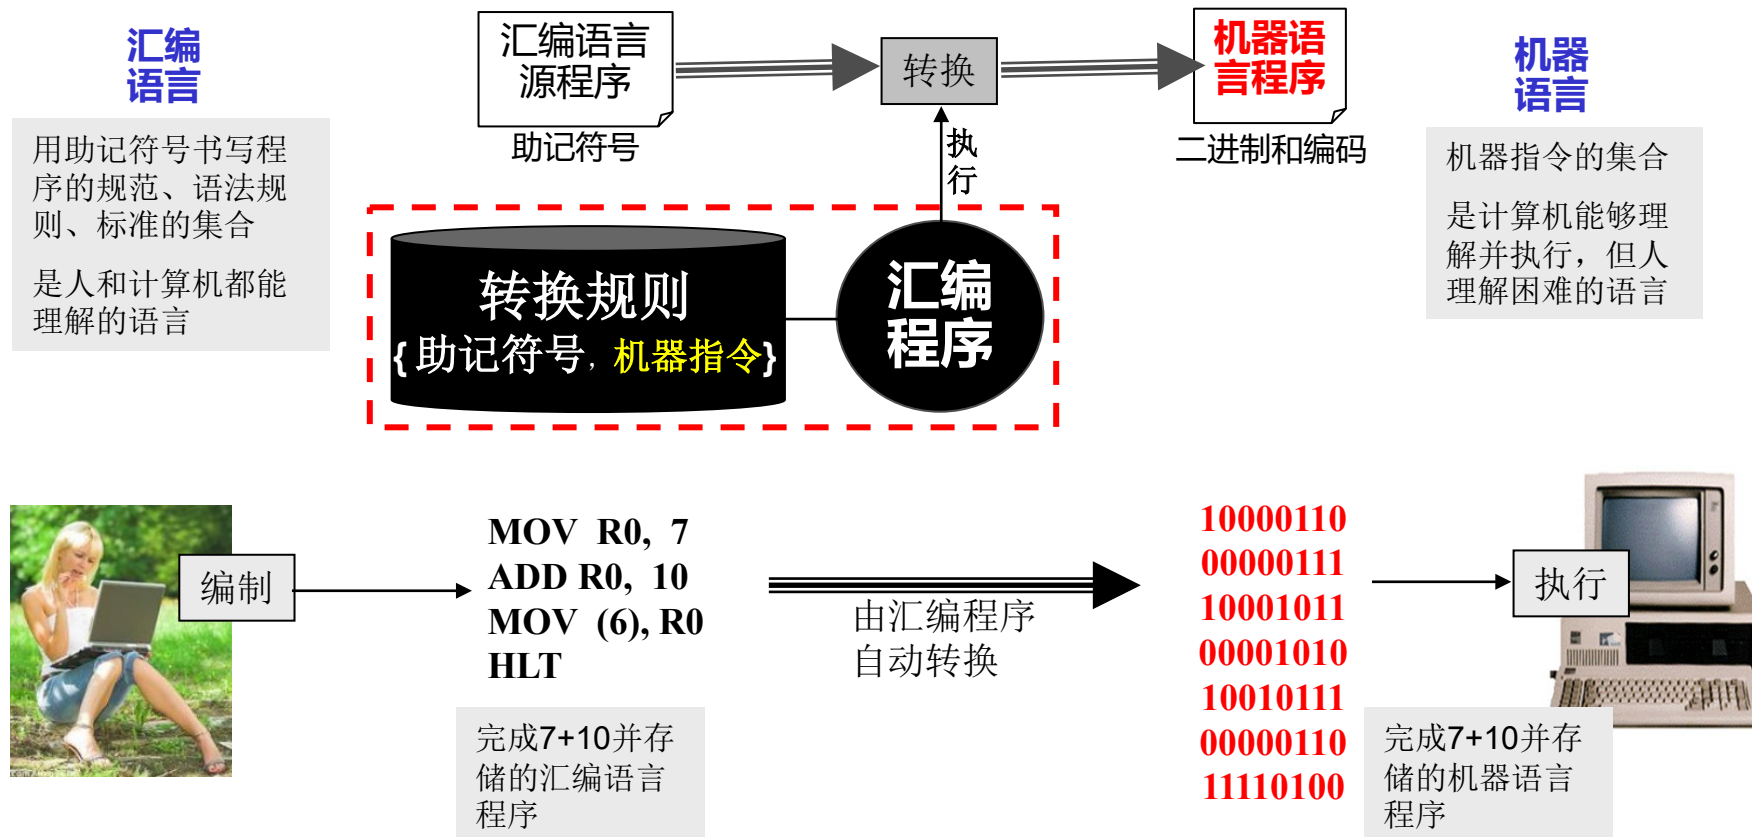 汇编
语言
用助记符号书写程
序的规范、语法规
则、标准的集合
是人和计算机都能
理解的语言
汇编语言
源程序
助记符号
转换
执
行
机器语
言程序
二进制和编码
机器
语言
机器指令的集合
是计算机能够理
解并执行，但人
理解困难的语言
转换规则
{助记符号, 机器指令}
汇编
程序
编制
MOV R0, 7
ADD R0, 10
MOV (6), R0
HLT
完成7+10并存
储的汇编语言
程序
由汇编程序
自动转换
10000110
00000111
10001011
00001010
10010111
00000110
11110100
执行
完成7+10并存
储的机器语言
程序